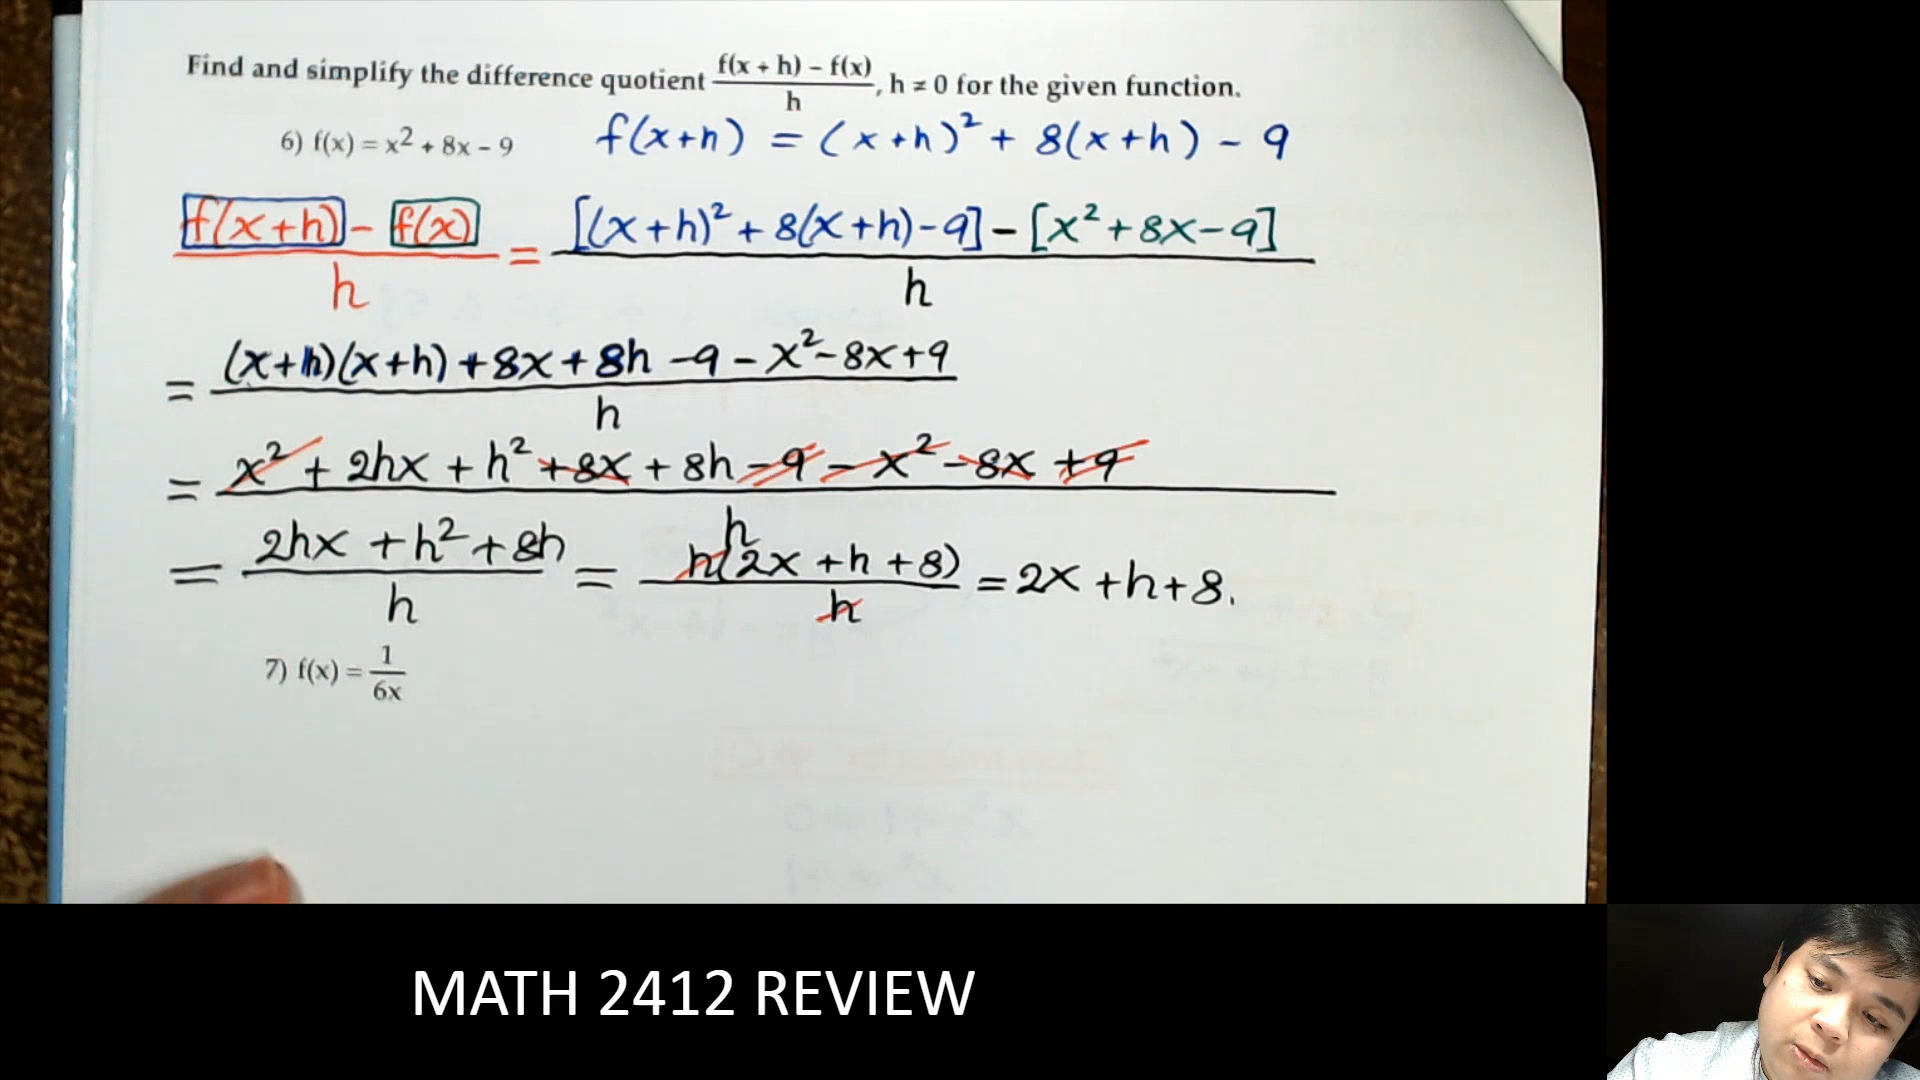 Find and simplify the difference quotient f(x + h) – f(x) / h , h ≠ 0 for the given function.
6) f(x) = x² + 8x – 9 f(x+h) = (x+h)² + 8(x+h) – 9
f(x+h) – f(x) / h = [(x+h)² + 8(x+h) – 9] – [x² + 8x – 9] / h
= (x+h)(x+h) + 8x + 8h – 9 – x² – 8x + 9 / h
= x² + 2hx + h² + 8x + 8h – 9 – x² – 8x + 9 / h
= 2hx + h² + 8h / h = h(2x + h + 8) / h = 2x + h + 8.
7) f(x) = 1 / 6x
MATH 2412 REVIEW